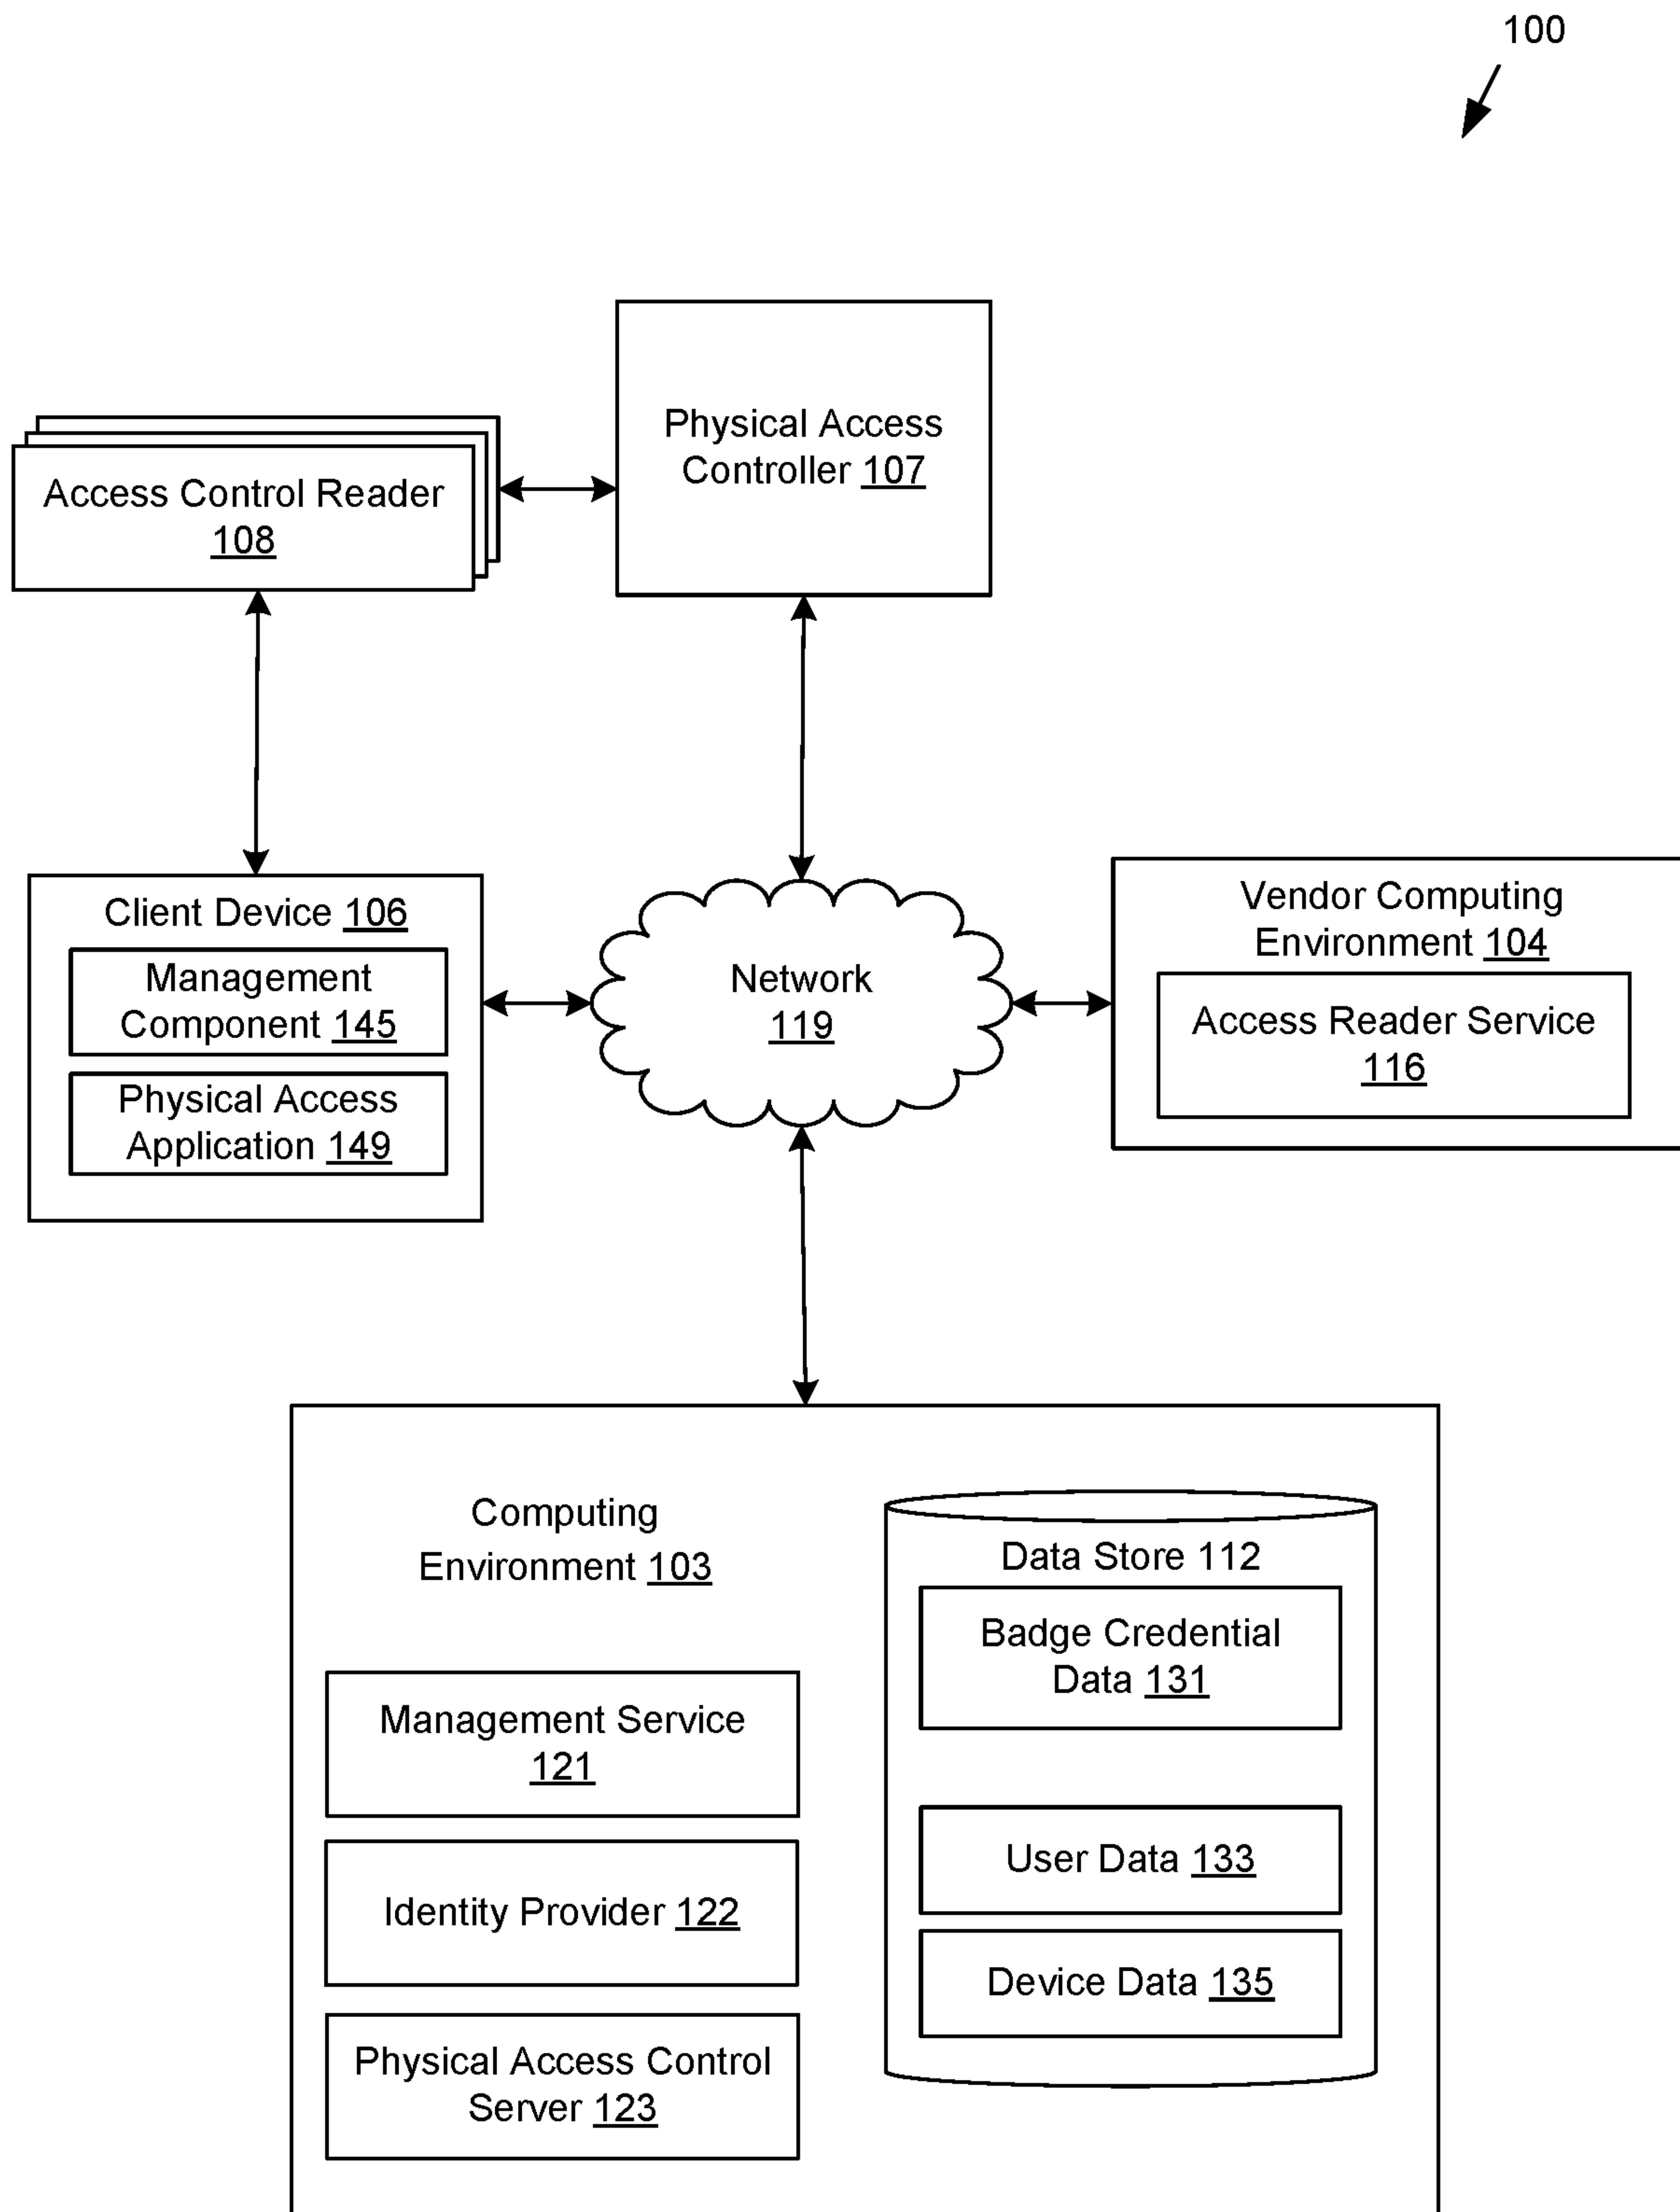 100
Physical Access
Controller 107
Access Control Reader
108
Client Device 106
Management
Component 145
Physical Access
Application 149
Network
119
Vendor Computing
Environment 104
Access Reader Service
116
Computing
Environment 103
Management Service
121
Identity Provider 122
Physical Access Control
Server 123
Data Store 112
Badge Credential
Data 131
User Data 133
Device Data 135